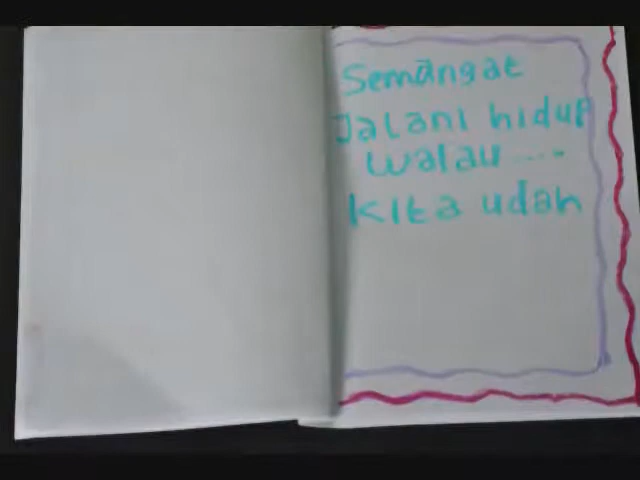 Semangat
Jalani hidup
walau ....
kita udah